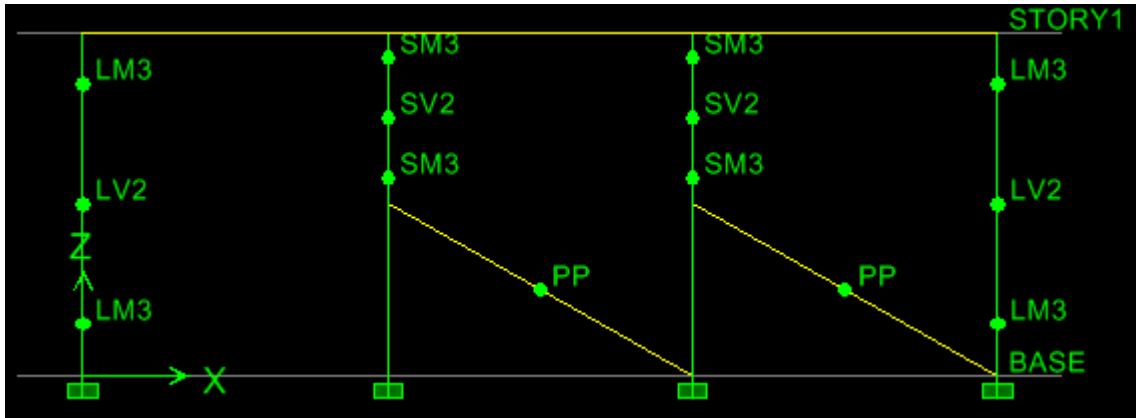 STORY1
SM3 SM3
LM3 LM3
SV2 SV2
SM3 SM3
LV2 LV2
Z
PP PP
LM3 LM3
BASE
X